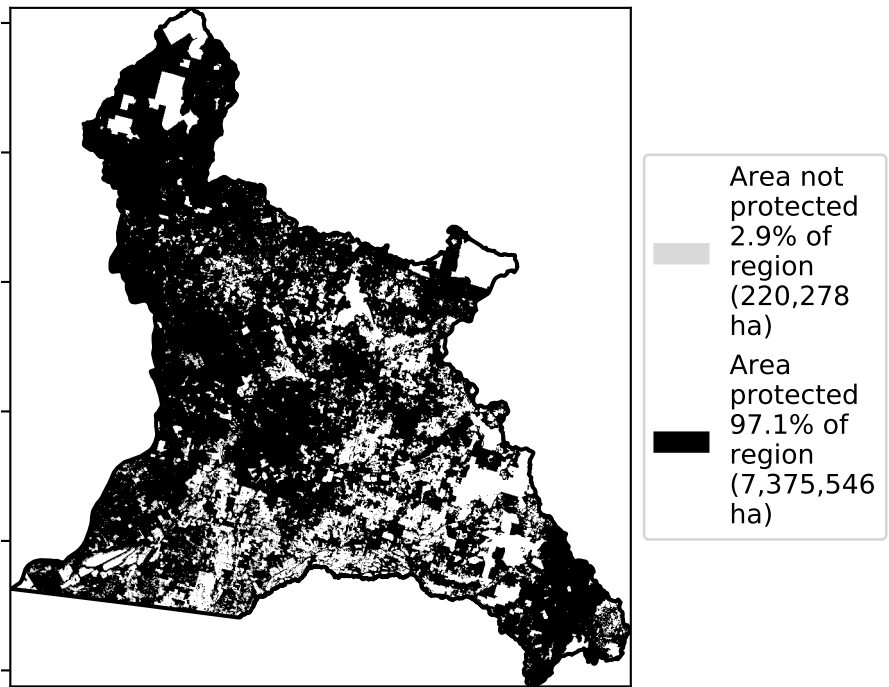 Area not
protected
2.9% of
region
(220,278
ha)
Area
protected
97.1% of
region
(7,375,546
ha)